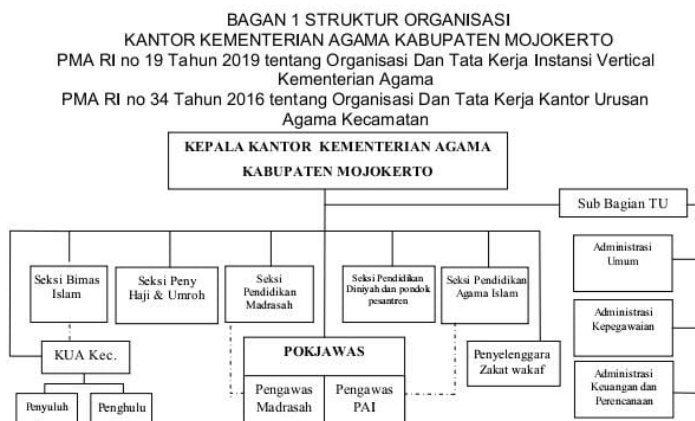 BAGAN 1 STRUKTUR ORGANISASI
KANTOR KEMENTERIAN AGAMA KABUPATEN MOJOKERTO
PMA RI no 19 Tahun 2019 tentang Organisasi Dan Tata Kerja Instansi Vertical
Kementerian Agama
PMA RI no 34 Tahun 2016 tentang Organisasi Dan Tata Kerja Kantor Urusan
Agama Kecamatan
KEPALA KANTOR KEMENTERIAN AGAMA
KABUPATEN MOJOKERTO
Sub Bagian TU
Seksi Bimas
Islam
Seksi Peny
Haji & Umroh
Seksi
Pendidikan
Madrasah
Seksi Pendidikan
Diniyah dan pondok
pesantren
Seksi Pendidikan
Agama Islam
Administrasi
Umum
Administrasi
Kepegawaian
Administrasi
Keuangan dan
Perencanaan
KUA Kec.
Penyuluh
Penghulu
POKJAWAS
Pengawas
Madrasah
Pengawas
PAI
Penyelenggara
Zakat wakaf